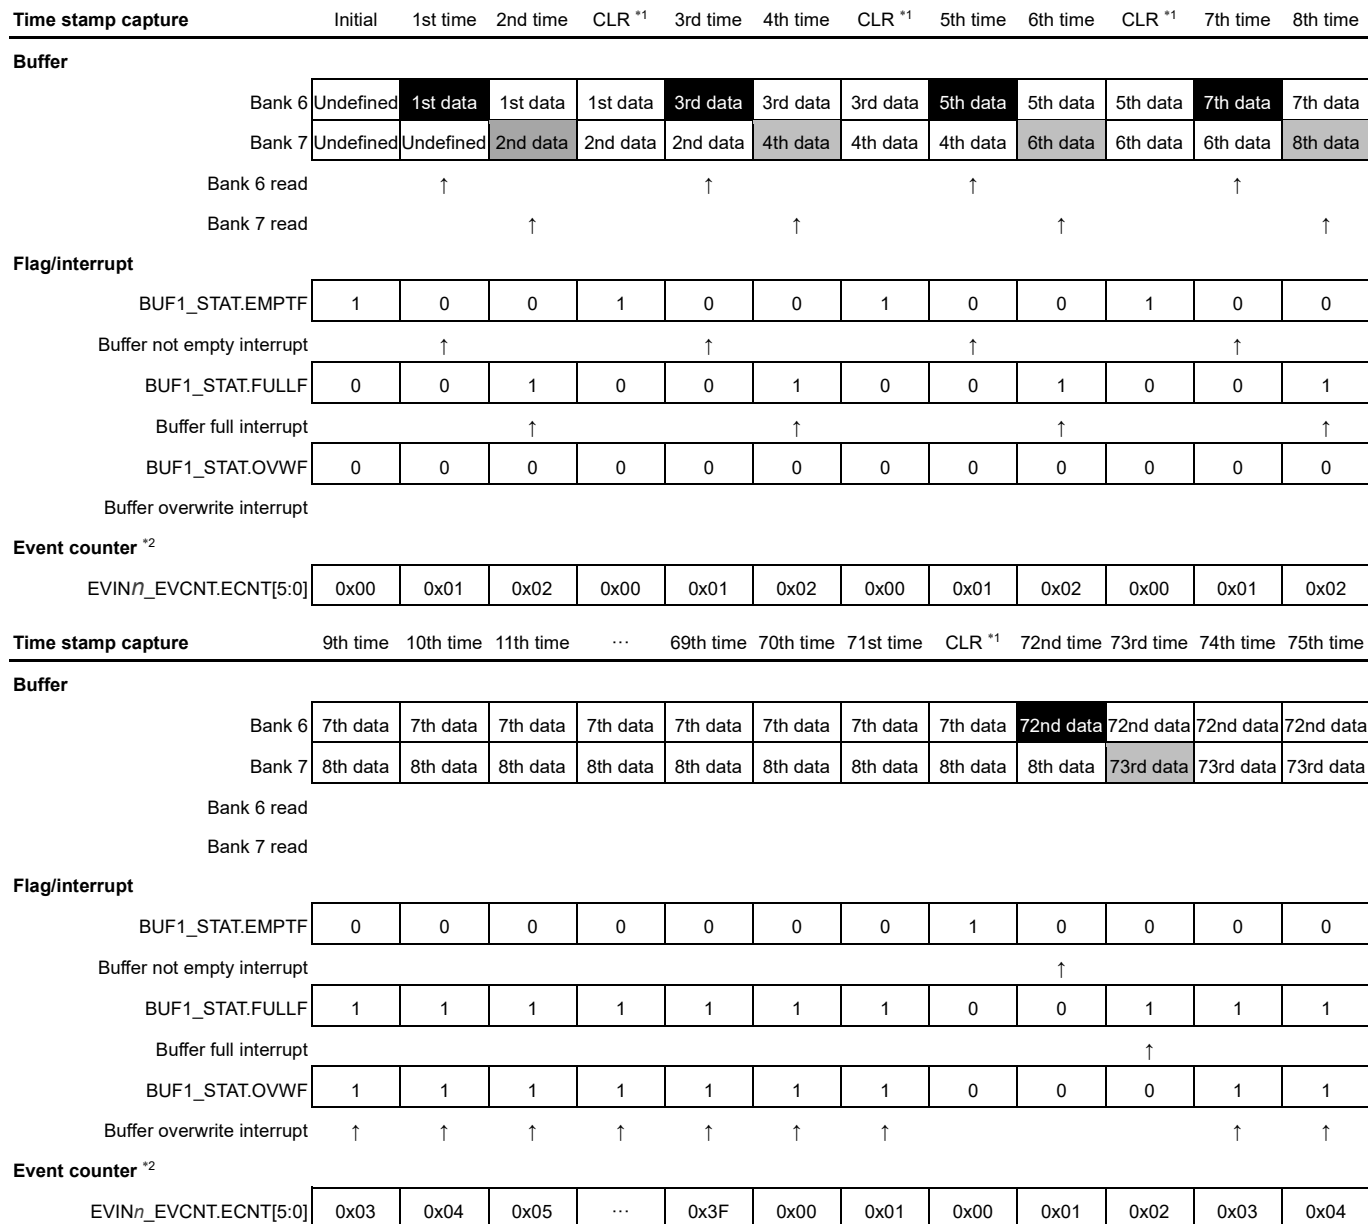 Time stamp capture Initial 1st time 2nd time CLR *1 3rd time 4th time CLR *1 5th time 6th time CLR *1 7th time 8th time
Buffer
Bank 6 Undefined 1st data 1st data 1st data 3rd data 3rd data 3rd data 5th data 5th data 5th data 7th data 7th data
Bank 7 Undefined Undefined 2nd data 2nd data 2nd data 4th data 4th data 4th data 6th data 6th data 6th data 8th data
Bank 6 read ↑ ↑ ↑ ↑
Bank 7 read ↑ ↑ ↑ ↑
Flag/interrupt
BUF1_STAT.EMPTF 1 0 0 1 0 0 1 0 0 1 0 0
Buffer not empty interrupt ↑ ↑ ↑ ↑
BUF1_STAT.FULLF 0 0 1 0 0 1 0 0 1 0 0 1
Buffer full interrupt ↑ ↑ ↑ ↑
BUF1_STAT.OVWF 0 0 0 0 0 0 0 0 0 0 0 0
Buffer overwrite interrupt
Event counter *2
EVINn_EVCNT.ECNT[5:0] 0x00 0x01 0x02 0x00 0x01 0x02 0x00 0x01 0x02 0x00 0x01 0x02
Time stamp capture 9th time 10th time 11th time ⋯ 69th time 70th time 71st time CLR *1 72nd time 73rd time 74th time 75th time
Buffer
Bank 6 7th data 7th data 7th data 7th data 7th data 7th data 7th data 7th data 72nd data 72nd data 72nd data 72nd data
Bank 7 8th data 8th data 8th data 8th data 8th data 8th data 8th data 8th data 8th data 73rd data 73rd data 73rd data
Bank 6 read
Bank 7 read
Flag/interrupt
BUF1_STAT.EMPTF 0 0 0 0 0 0 0 1 0 0 0 0
Buffer not empty interrupt ↑
BUF1_STAT.FULLF 1 1 1 1 1 1 1 0 0 1 1 1
Buffer full interrupt ↑
BUF1_STAT.OVWF 1 1 1 1 1 1 1 0 0 0 1 1
Buffer overwrite interrupt ↑ ↑ ↑ ↑ ↑ ↑ ↑ ↑ ↑
Event counter *2
EVINn_EVCNT.ECNT[5:0] 0x03 0x04 0x05 ⋯ 0x3F 0x00 0x01 0x00 0x01 0x02 0x03 0x04